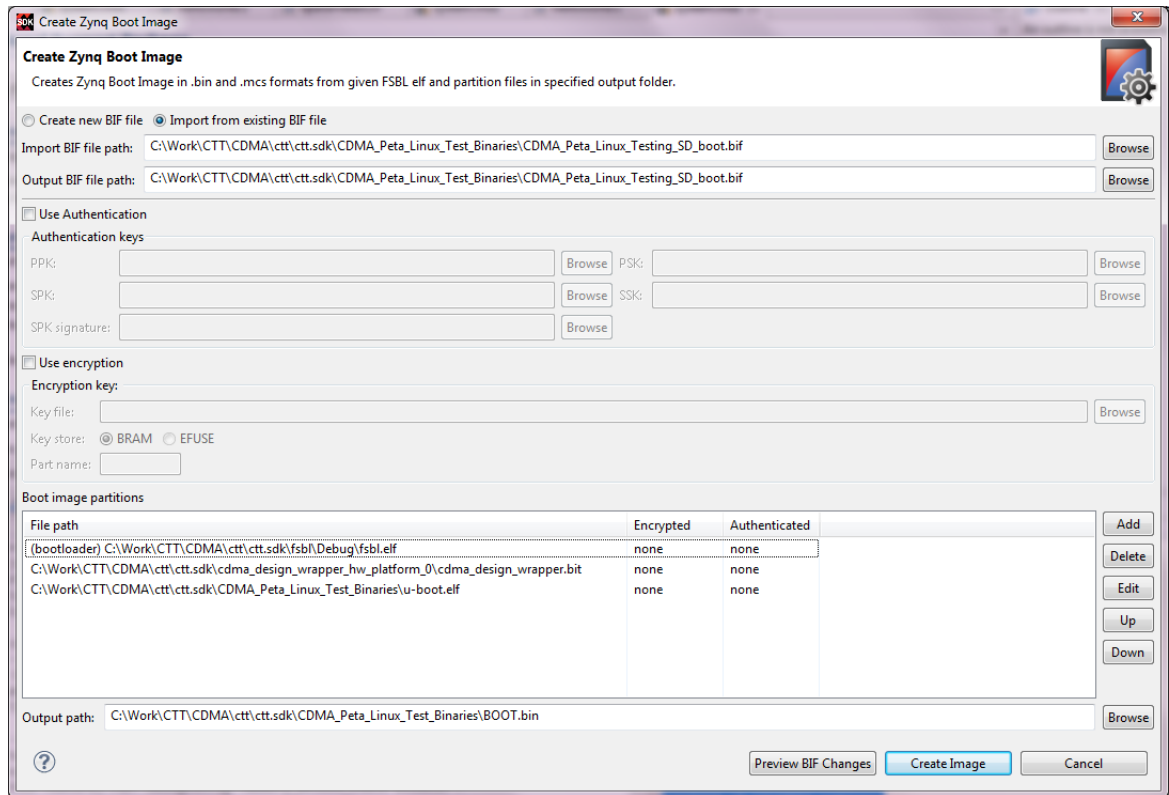 SDK Create Zynq Boot Image
X
Create Zynq Boot Image
Creates Zynq Boot Image in .bin and .mcs formats from given FSBL elf and partition files in specified output folder.
Create new BIF file Import from existing BIF file
Import BIF file path: C:\Work\CTT\CDMA\ctt\ctt.sdk\CDMA_Peta_Linux_Test_Binaries\CDMA_Peta_Linux_Testing_SD_boot.bif Browse
Output BIF file path: C:\Work\CTT\CDMA\ctt\ctt.sdk\CDMA_Peta_Linux_Test_Binaries\CDMA_Peta_Linux_Testing_SD_boot.bif Browse
Use Authentication
Authentication keys
PPK: Browse PSK: Browse
SPK: Browse SSK: Browse
SPK signature: Browse
Use encryption
Encryption key:
Key file: Browse
Key store: BRAM EFUSE
Part name:
Boot image partitions
File path Encrypted Authenticated Add
(bootloader) C:\Work\CTT\CDMA\ctt\ctt.sdk\fsbl\Debug\fsbl.elf none none
Delete
C:\Work\CTT\CDMA\ctt\ctt.sdk\cdma_design_wrapper_hw_platform_0\cdma_design_wrapper.bit none none
C:\Work\CTT\CDMA\ctt\ctt.sdk\CDMA_Peta_Linux_Test_Binaries\u-boot.elf none none Edit
Up
Down
Output path: C:\Work\CTT\CDMA\ctt\ctt.sdk\CDMA_Peta_Linux_Test_Binaries\BOOT.bin Browse
? Preview BIF Changes Create Image Cancel